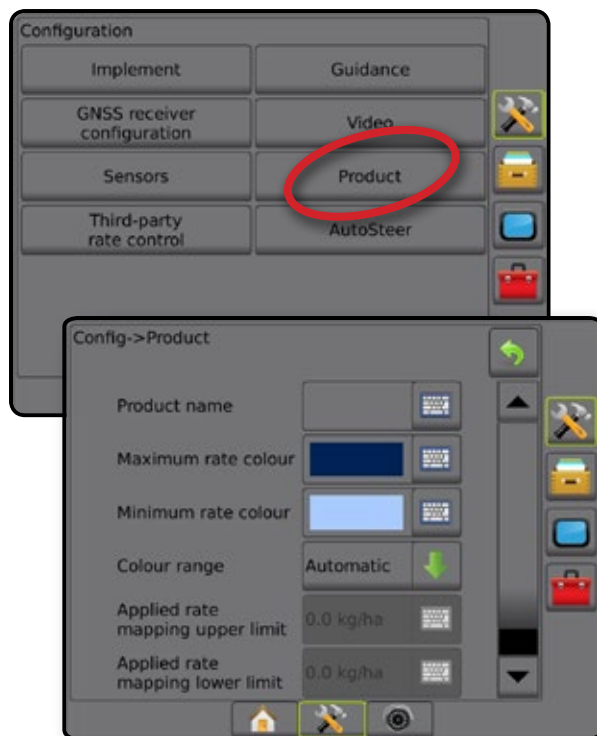 Configuration
Implement
Guidance
GNSS receiver
configuration
Video
Sensors
Product
Third-party
rate control
AutoSteer
Config->Product
Product name
Maximum rate colour
Minimum rate colour
Colour range
Automatic
Applied rate
mapping upper limit
0.0 kg/ha
Applied rate
mapping lower limit
0.0 kg/ha